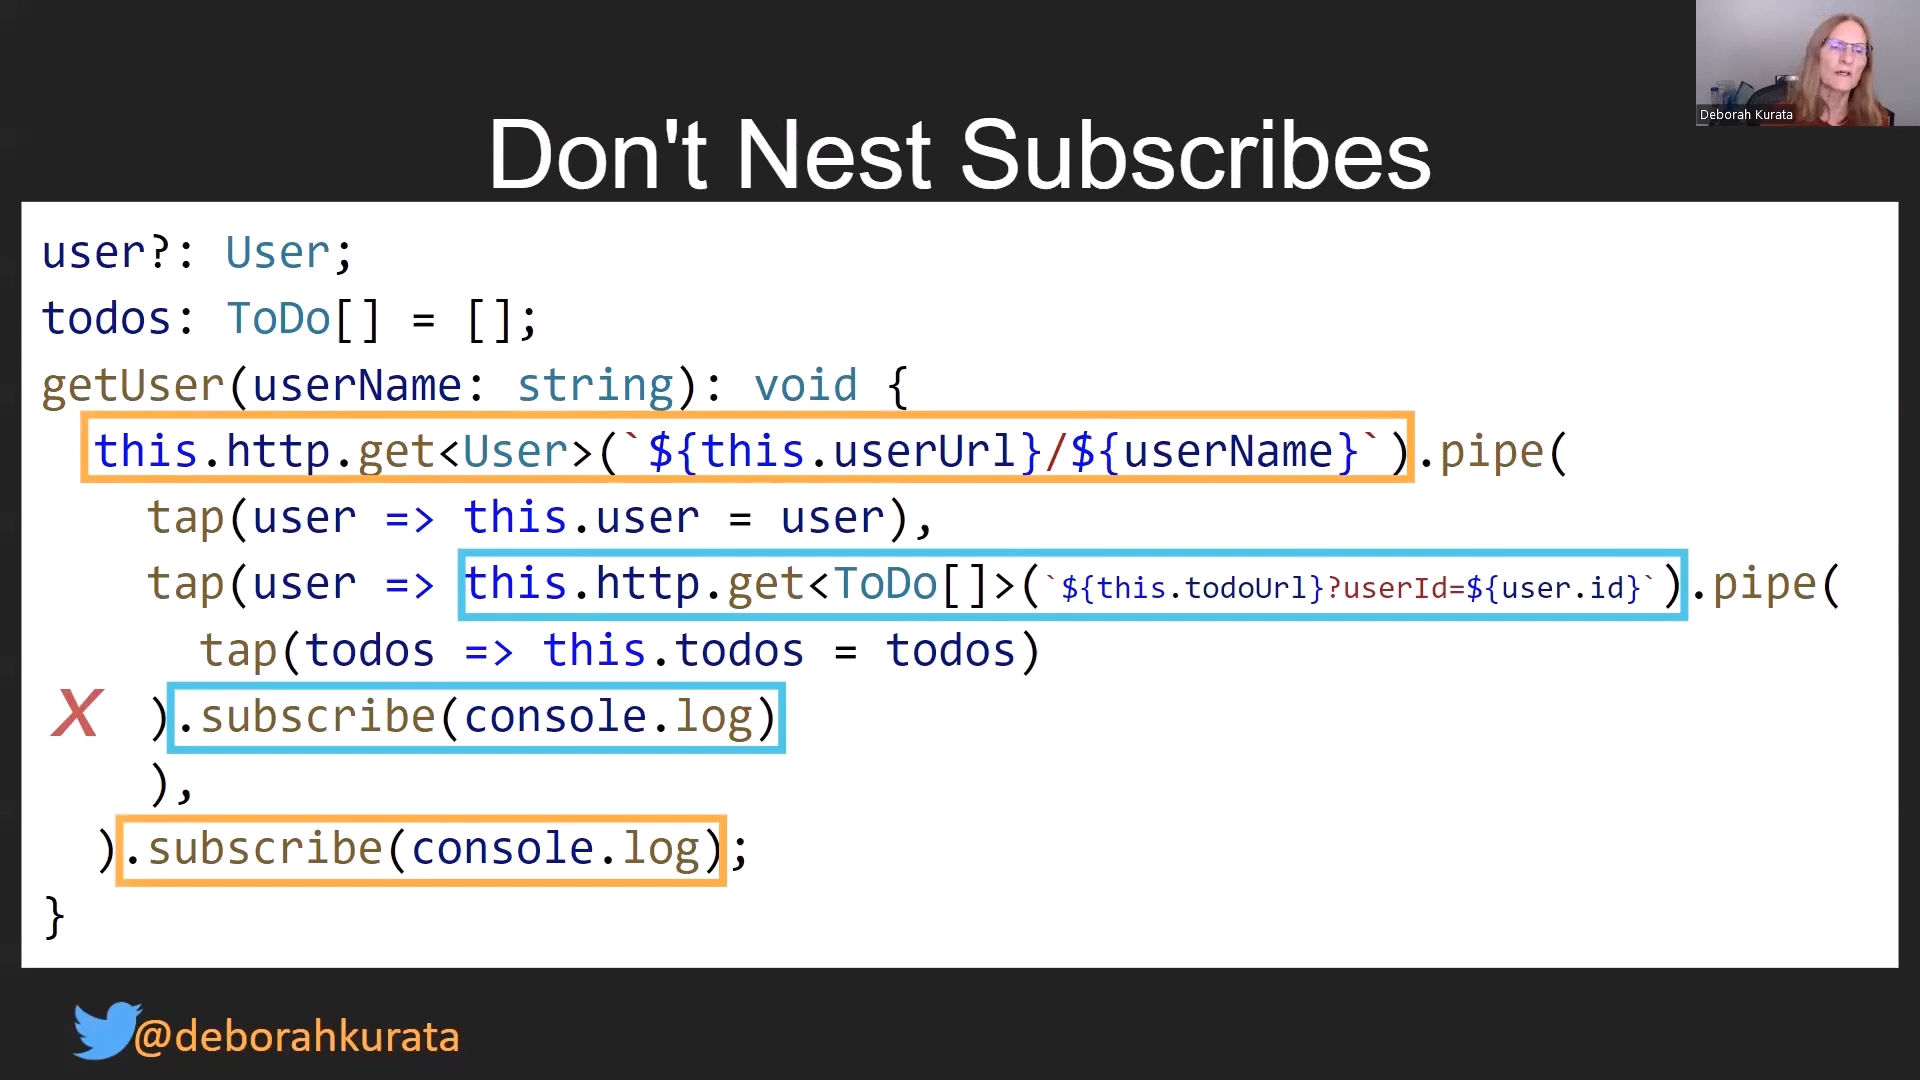 Deborah Kurata
Don't Nest Subscribes
user?: User;
todos: ToDo[] = [];
getUser(userName: string): void {
this.http.get<User>(`${this.userUrl}/${userName}`).pipe(
tap(user => this.user = user),
tap(user => this.http.get<ToDo[]>(`${this.todoUrl}?userId=${user.id}`).pipe(
tap(todos => this.todos = todos)
X ).subscribe(console.log)
),
).subscribe(console.log);
}
@deborahkurata